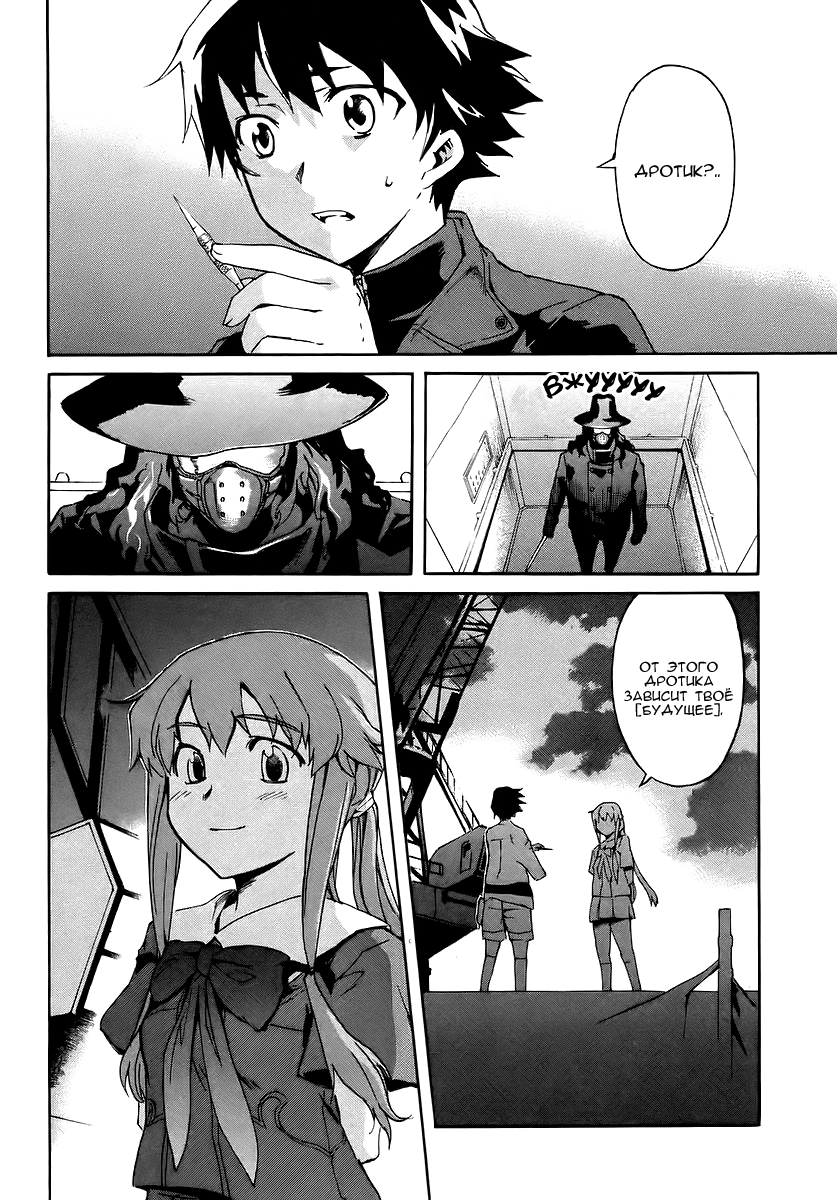 ДРОТИК?..
ВЖУУУУУ
ОТ ЭТОГО
ДРОТИКА
ЗАВИСИТ ТВОЁ
[БУДУЩЕЕ].